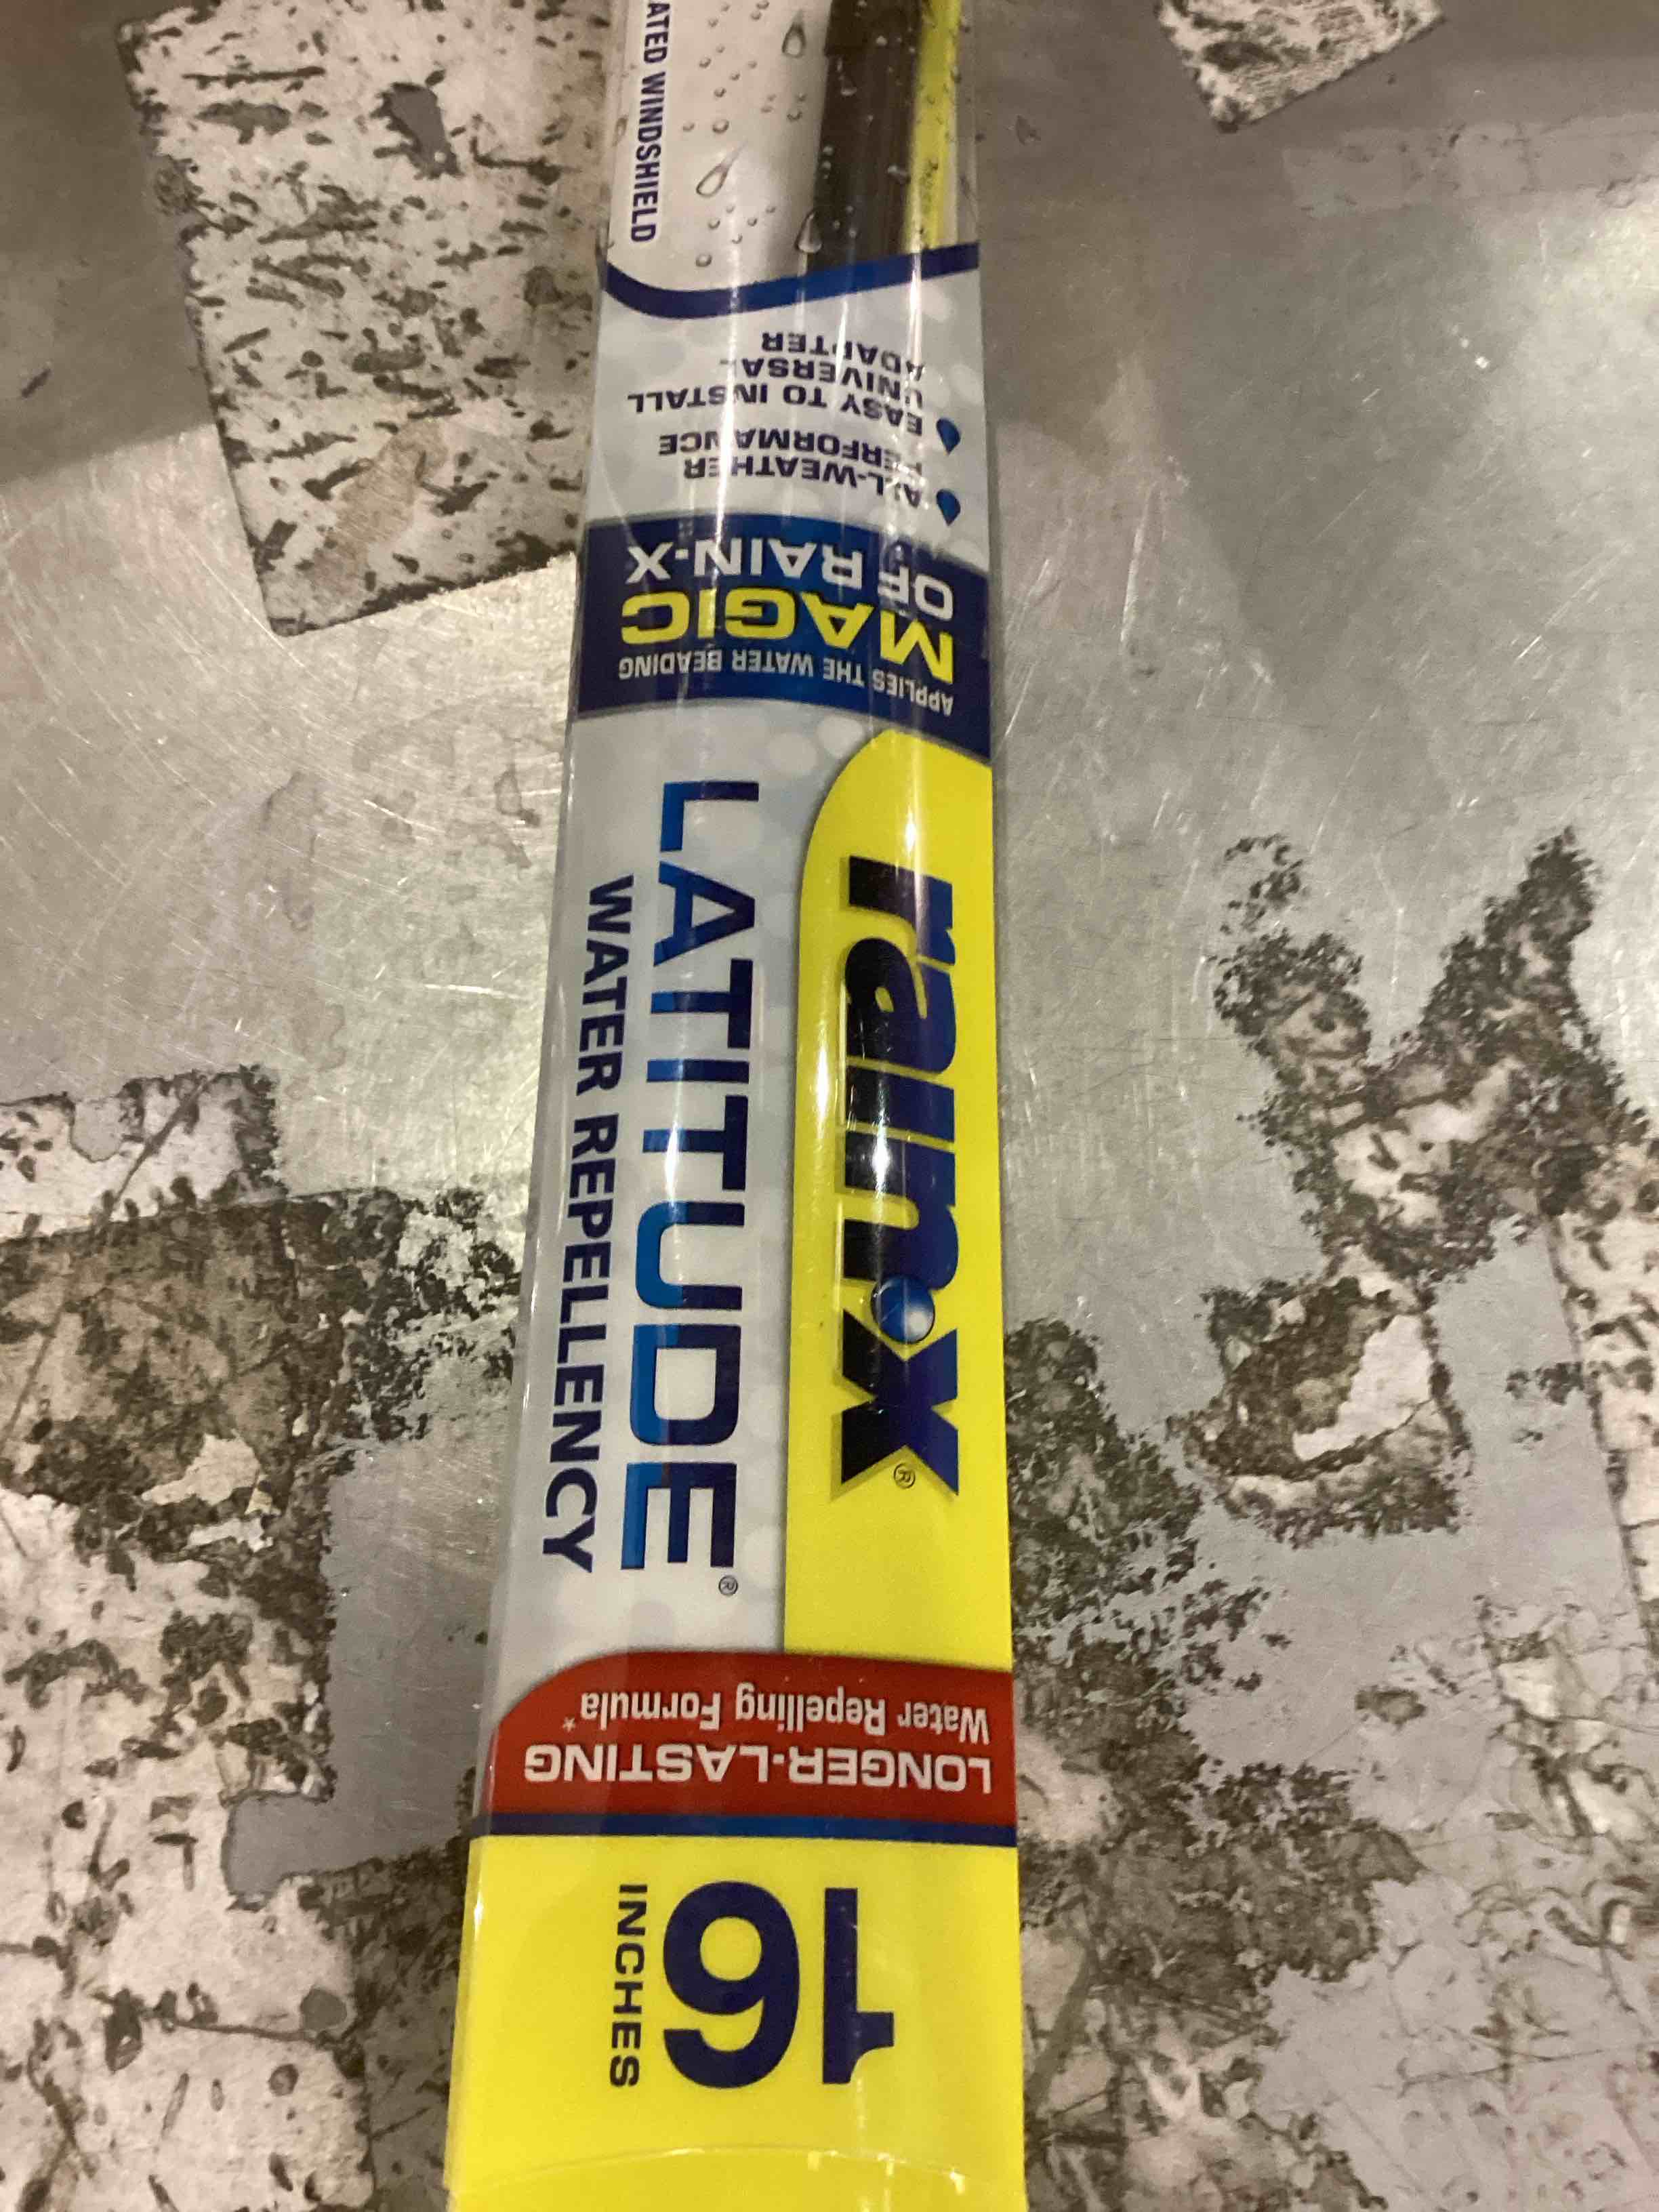 16
INCHES
LONGER-LASTING
Water Repelling Formula*
rain-x®
LATITUDE®
WATER REPELLENCY
APPLIES THE WATER BEADING
MAGIC
OF RAIN-X
ALL-WEATHER
PERFORMANCE
EASY TO INSTALL
UNIVERSAL
ADAPTER
ATED WINDSHIELD